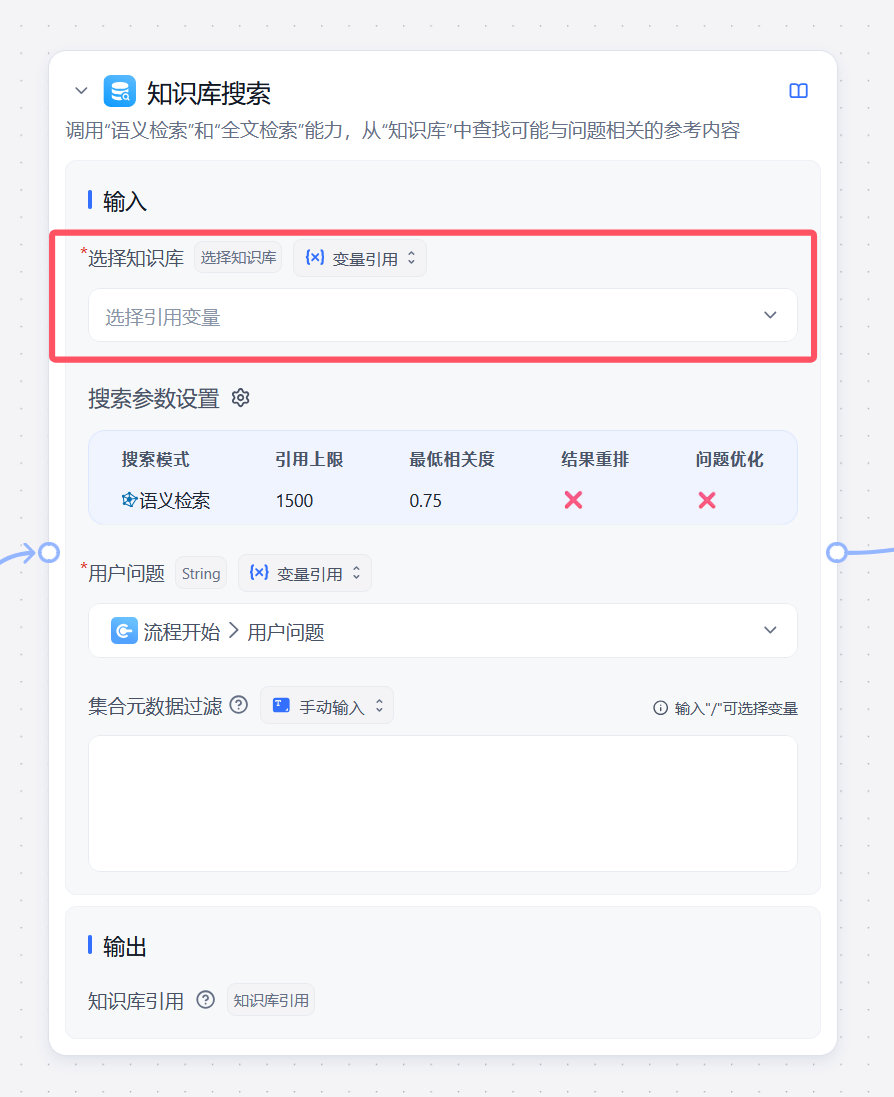 知识库搜索
调用“语义检索”和“全文检索”能力，从“知识库”中查找可能与问题相关的参考内容
输入
*选择知识库 选择知识库 {x} 变量引用
选择引用变量
搜索参数设置
搜索模式 引用上限 最低相关度 结果重排 问题优化
语义检索 1500 0.75
*用户问题 String {x} 变量引用
流程开始 > 用户问题
集合元数据过滤 ? T 手动输入 输入"/"可选择变量
输出
知识库引用 ? 知识库引用